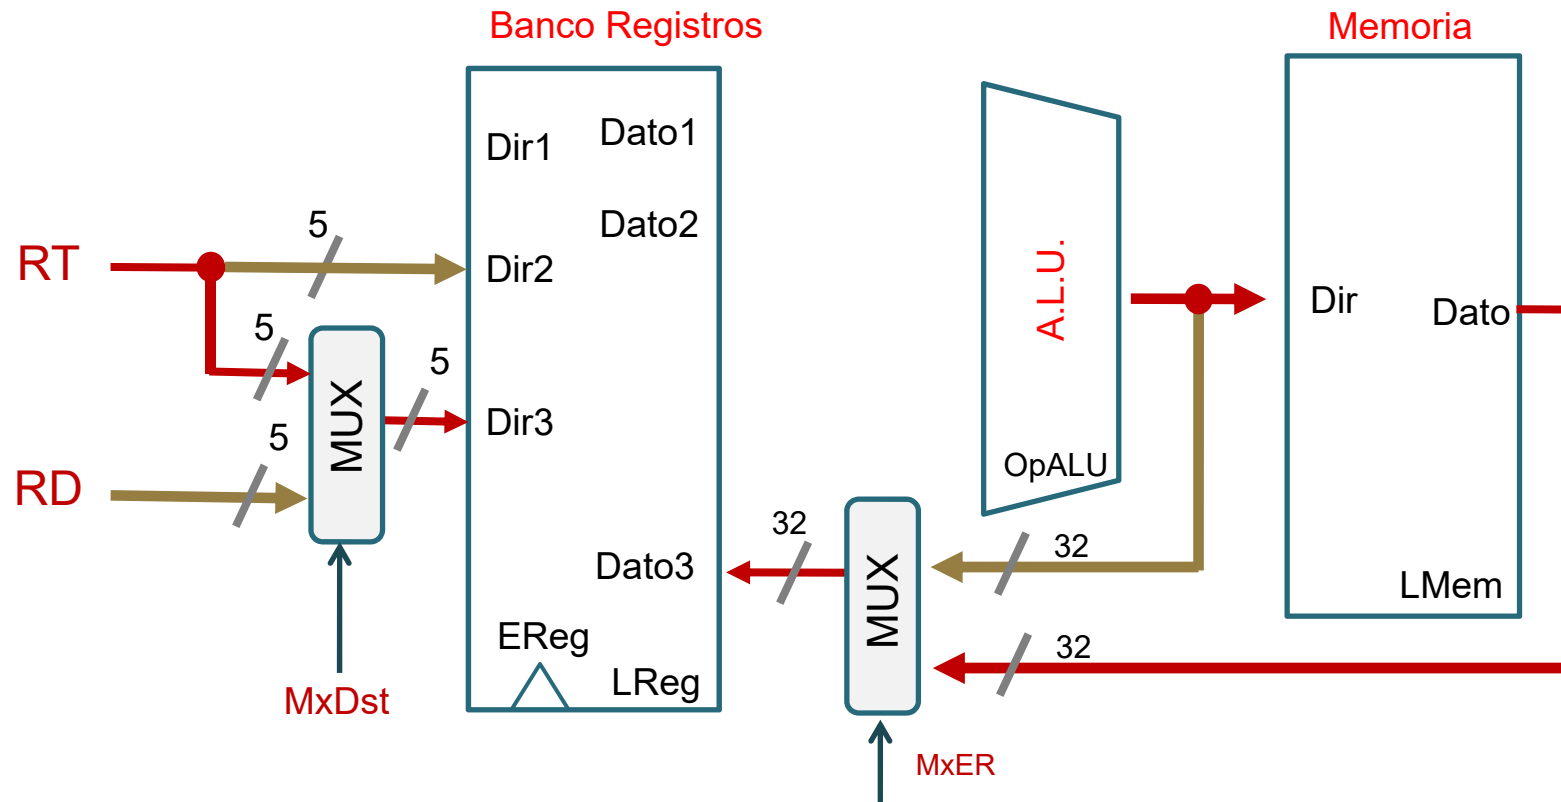 Banco Registros
Memoria
Dir1
Dato1
Dato2
5
RT
Dir2
A.L.U.
Dir
Dato
5
5
MUX
Dir3
5
RD
OpALU
32
32
Dato3
MUX
LMem
EReg
32
LReg
MxDst
MxER